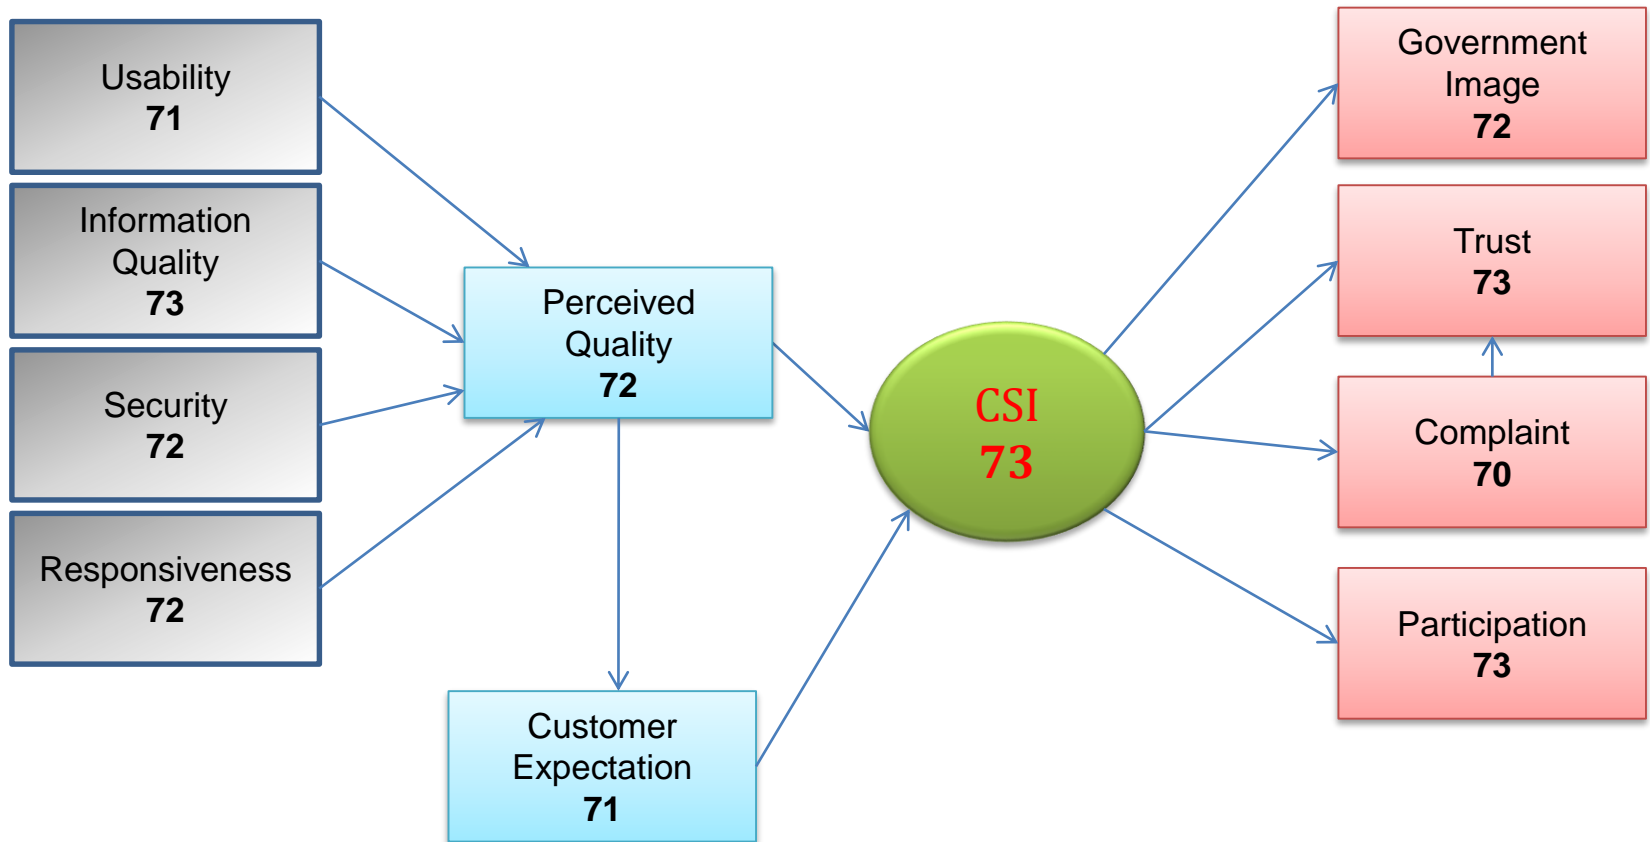 Usability
71
Information
Quality
73
Security
72
Responsiveness
72
Perceived
Quality
72
Customer
Expectation
71
CSI
73
Government
Image
72
Trust
73
Complaint
70
Participation
73